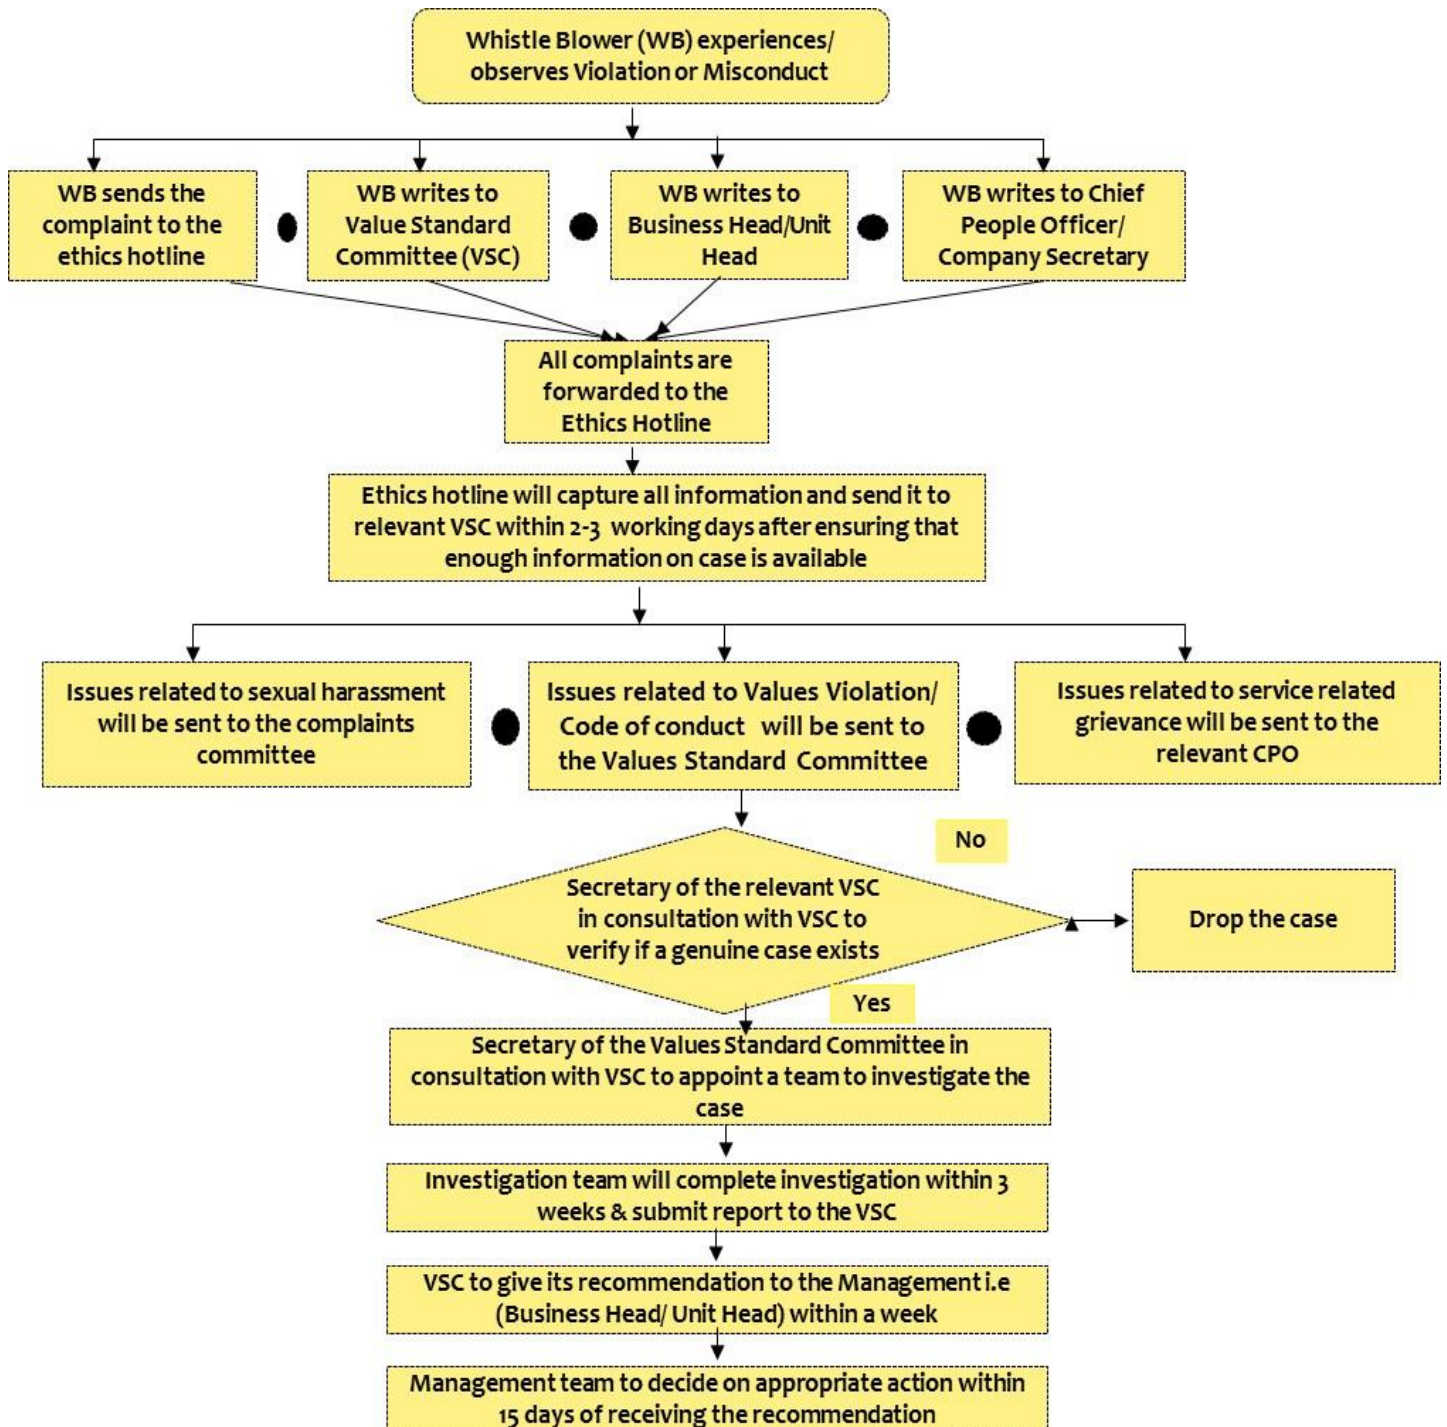 Whistle Blower (WB) experiences/
observes Violation or Misconduct
WB sends the
complaint to the
ethics hotline
WB writes to
Value Standard
Committee (VSC)
WB writes to
Business Head/Unit
Head
WB writes to Chief
People Officer/
Company Secretary
All complaints are
forwarded to the
Ethics Hotline
Ethics hotline will capture all information and send it to
relevant VSC within 2-3 working days after ensuring that
enough information on case is available
Issues related to sexual harassment
will be sent to the complaints
committee
Issues related to Values Violation/
Code of conduct will be sent to
the Values Standard Committee
Issues related to service related
grievance will be sent to the
relevant CPO
No
Secretary of the relevant VSC
in consultation with VSC to
verify if a genuine case exists
Drop the case
Yes
Secretary of the Values Standard Committee in
consultation with VSC to appoint a team to investigate the
case
Investigation team will complete investigation within 3
weeks & submit report to the VSC
VSC to give its recommendation to the Management i.e
(Business Head/ Unit Head) within a week
Management team to decide on appropriate action within
15 days of receiving the recommendation